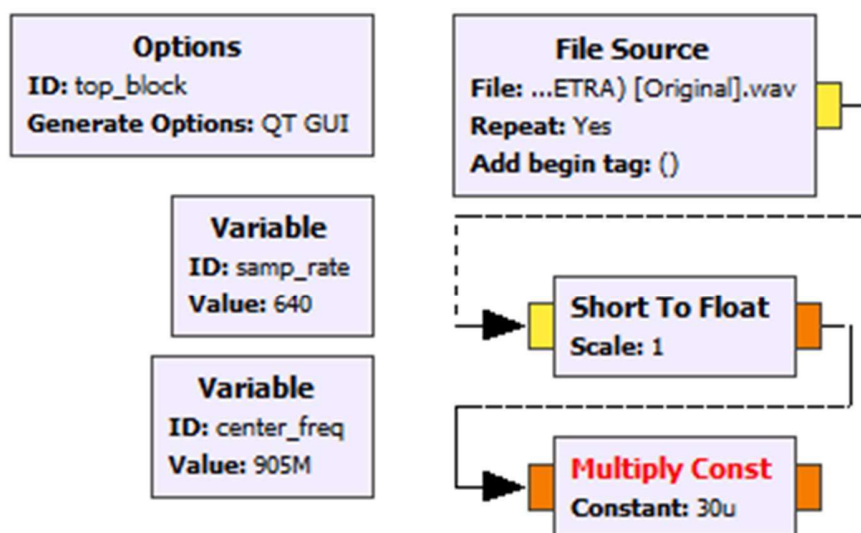 Options
ID: top_block
Generate Options: QT GUI
File Source
File: ...ETRA) [Original].wav
Repeat: Yes
Add begin tag: ()
Variable
ID: samp_rate
Value: 640
Short To Float
Scale: 1
Variable
ID: center_freq
Value: 905M
Multiply Const
Constant: 30u